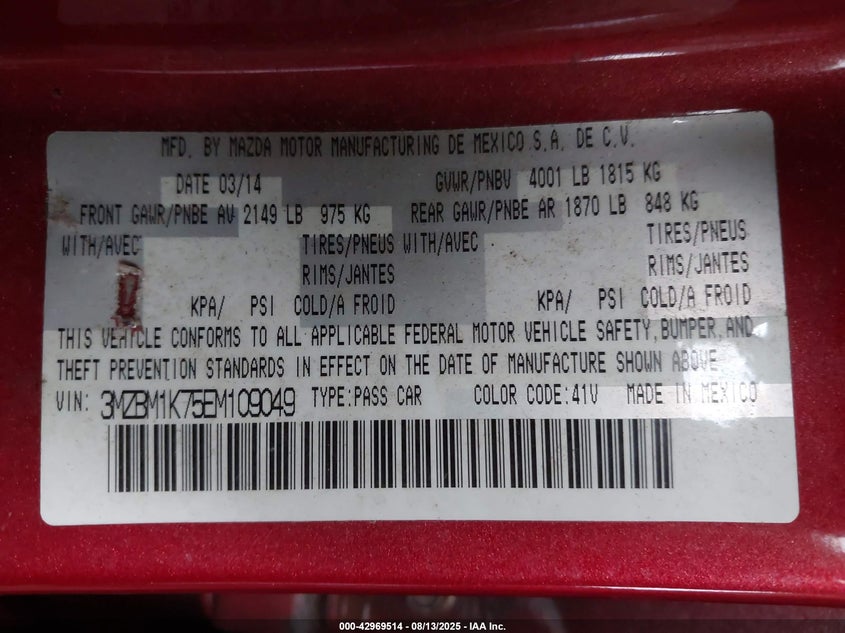 MFD. BY MAZDA MOTOR MANUFACTURING DE MEXICO S.A. DE C.V.
DATE 03/14 GVWR/PNBV 4001 LB 1815 KG
FRONT GAWR/PNBE AV 2149 LB 975 KG REAR GAWR/PNBE AR 1870 LB 848 KG
WITH/AVEC TIRES/PNEUS WITH/AVEC TIRES/PNEUS
RIMS/JANTES RIMS/JANTES
KPA/ PSI COLD/A FROID KPA/ PSI COLD/A FROID
THIS VEHICLE CONFORMS TO ALL APPLICABLE FEDERAL MOTOR VEHICLE SAFETY, BUMPER, AND
THEFT PREVENTION STANDARDS IN EFFECT ON THE DATE OF MANUFACTURE SHOWN ABOVE
VIN: 3MZBM1K75EM109049 TYPE:PASS CAR COLOR CODE:41V MADE IN MEXICO
000-42969514 - 08/13/2025 - IAA Inc.